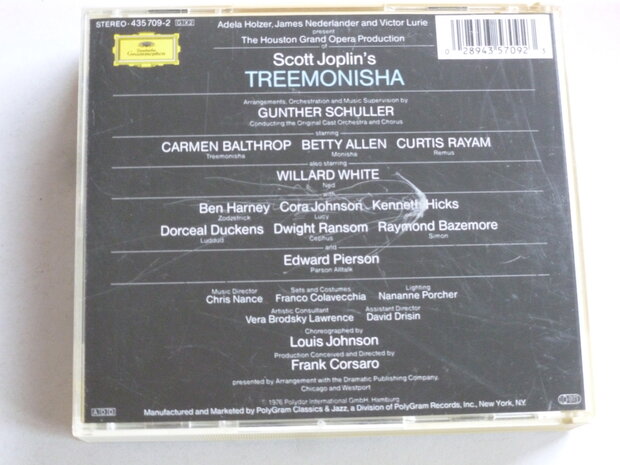 STEREO · 435 709-2 G H 2
Deutsche
Grammophon
Adela Holzer, James Nederlander and Victor Lurie
present
The Houston Grand Opera Production
of
Scott Joplin's
TREEMONISHA
0 28943 57092 3
Arrangements, Orchestration and Music Supervision by
GUNTHER SCHULLER
Conducting the Original Cast Orchestra and Chorus
starring
CARMEN BALTHROP BETTY ALLEN CURTIS RAYAM
Treemonisha Monisha Remus
also starring
WILLARD WHITE
Ned
with
Ben Harney Cora Johnson Kenneth Hicks
Zodzetrick Lucy
Dorceal Duckens Dwight Ransom Raymond Bazemore
Luddud Cephus Simon
and
Edward Pierson
Parson Alltalk
Music Director Sets and Costumes Lighting
Chris Nance Franco Colavecchia Nananne Porcher
Artistic Consultant Assistant Director
Vera Brodsky Lawrence David Drisin
Choreographed by
Louis Johnson
Production Conceived and Directed by
Frank Corsaro
presented by Arrangement with the Dramatic Publishing Company,
Chicago and Westport
℗ 1976 Polydor International GmbH, Hamburg
ADD
Manufactured and Marketed by PolyGram Classics & Jazz, a Division of PolyGram Records, Inc., New York, N.Y.